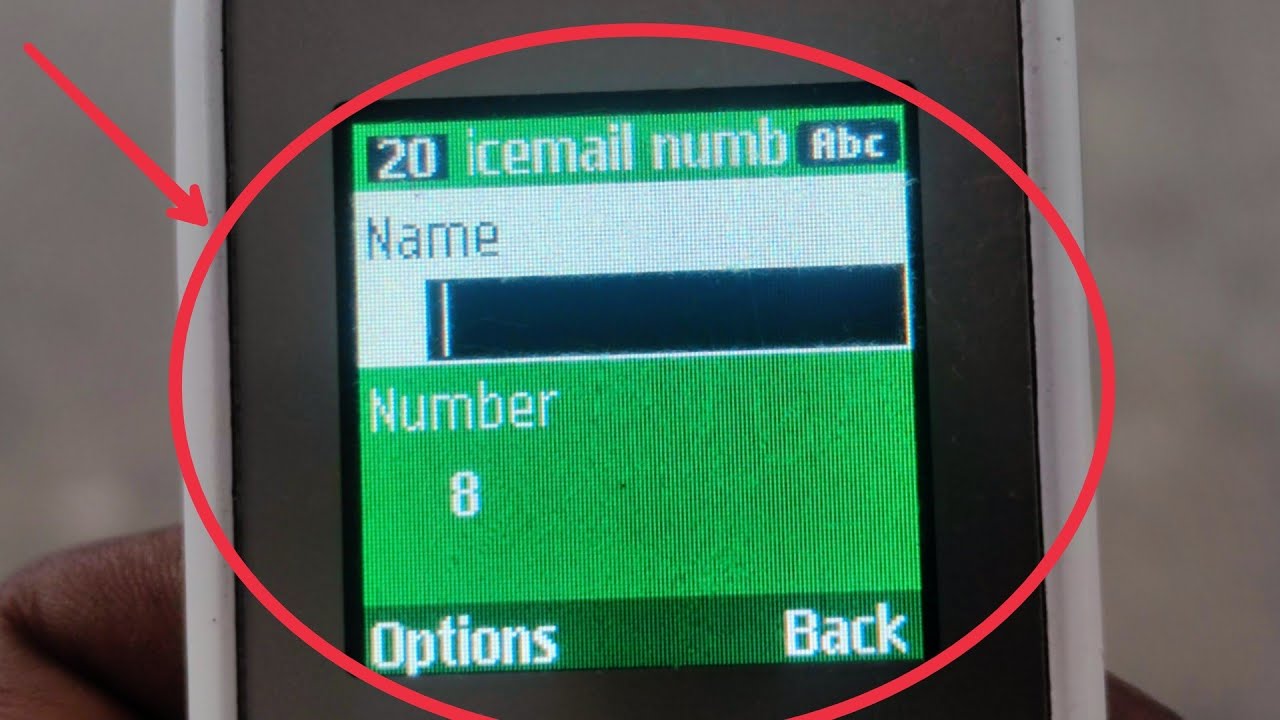 20 icemail numb Abc
Name
Number
8
Options Back